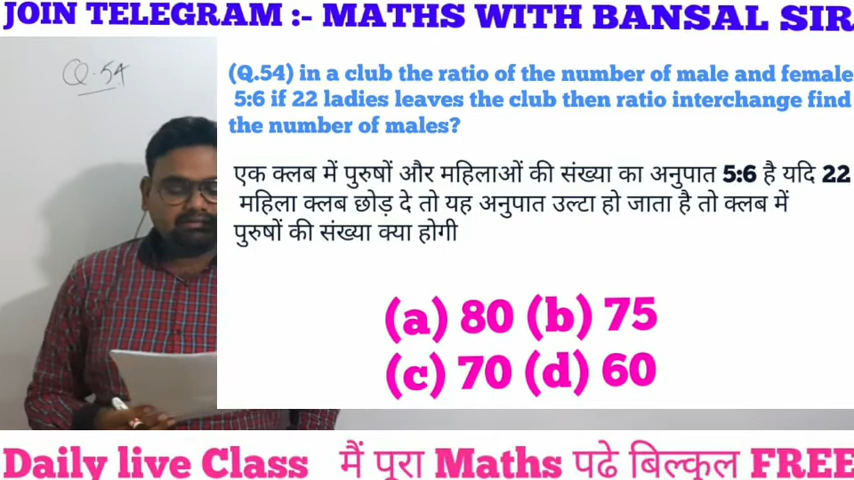 JOIN TELEGRAM :- MATHS WITH BANSAL SIR
Q.54
(Q.54) in a club the ratio of the number of male and female
5:6 if 22 ladies leaves the club then ratio interchange find
the number of males?
एक क्लब में पुरुषों और महिलाओं की संख्या का अनुपात 5:6 है यदि 22
महिला क्लब छोड़ दे तो यह अनुपात उल्टा हो जाता है तो क्लब में
पुरुषों की संख्या क्या होगी
(a) 80 (b) 75
(c) 70 (d) 60
Daily live Class मैं पूरा Maths पढे बिल्कुल FREE